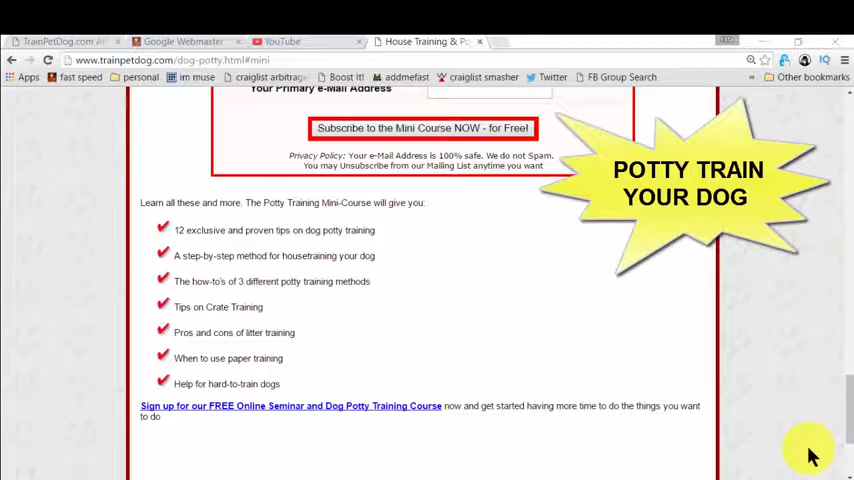 TrainPetDog.com Af
Google Webmaster
YouTube
House Training & Po
www.trainpetdog.com/dog-potty.html#mini
Apps fast speed personal im muse craiglist arbitrage Boost it! addmefast craiglist smasher Twitter FB Group Search » Other bookmarks
Your Primary e-Mail Address
Subscribe to the Mini Course NOW - for Free!
Privacy Policy: Your e-Mail Address is 100% safe. We do not Spam.
You may Unsubscribe from our Mailing List anytime you want
POTTY TRAIN
YOUR DOG
Learn all these and more. The Potty Training Mini-Course will give you:
12 exclusive and proven tips on dog potty training
A step-by-step method for housetraining your dog
The how-to's of 3 different potty training methods
Tips on Crate Training
Pros and cons of litter training
When to use paper training
Help for hard-to-train dogs
Sign up for our FREE Online Seminar and Dog Potty Training Course now and get started having more time to do the things you want
to do